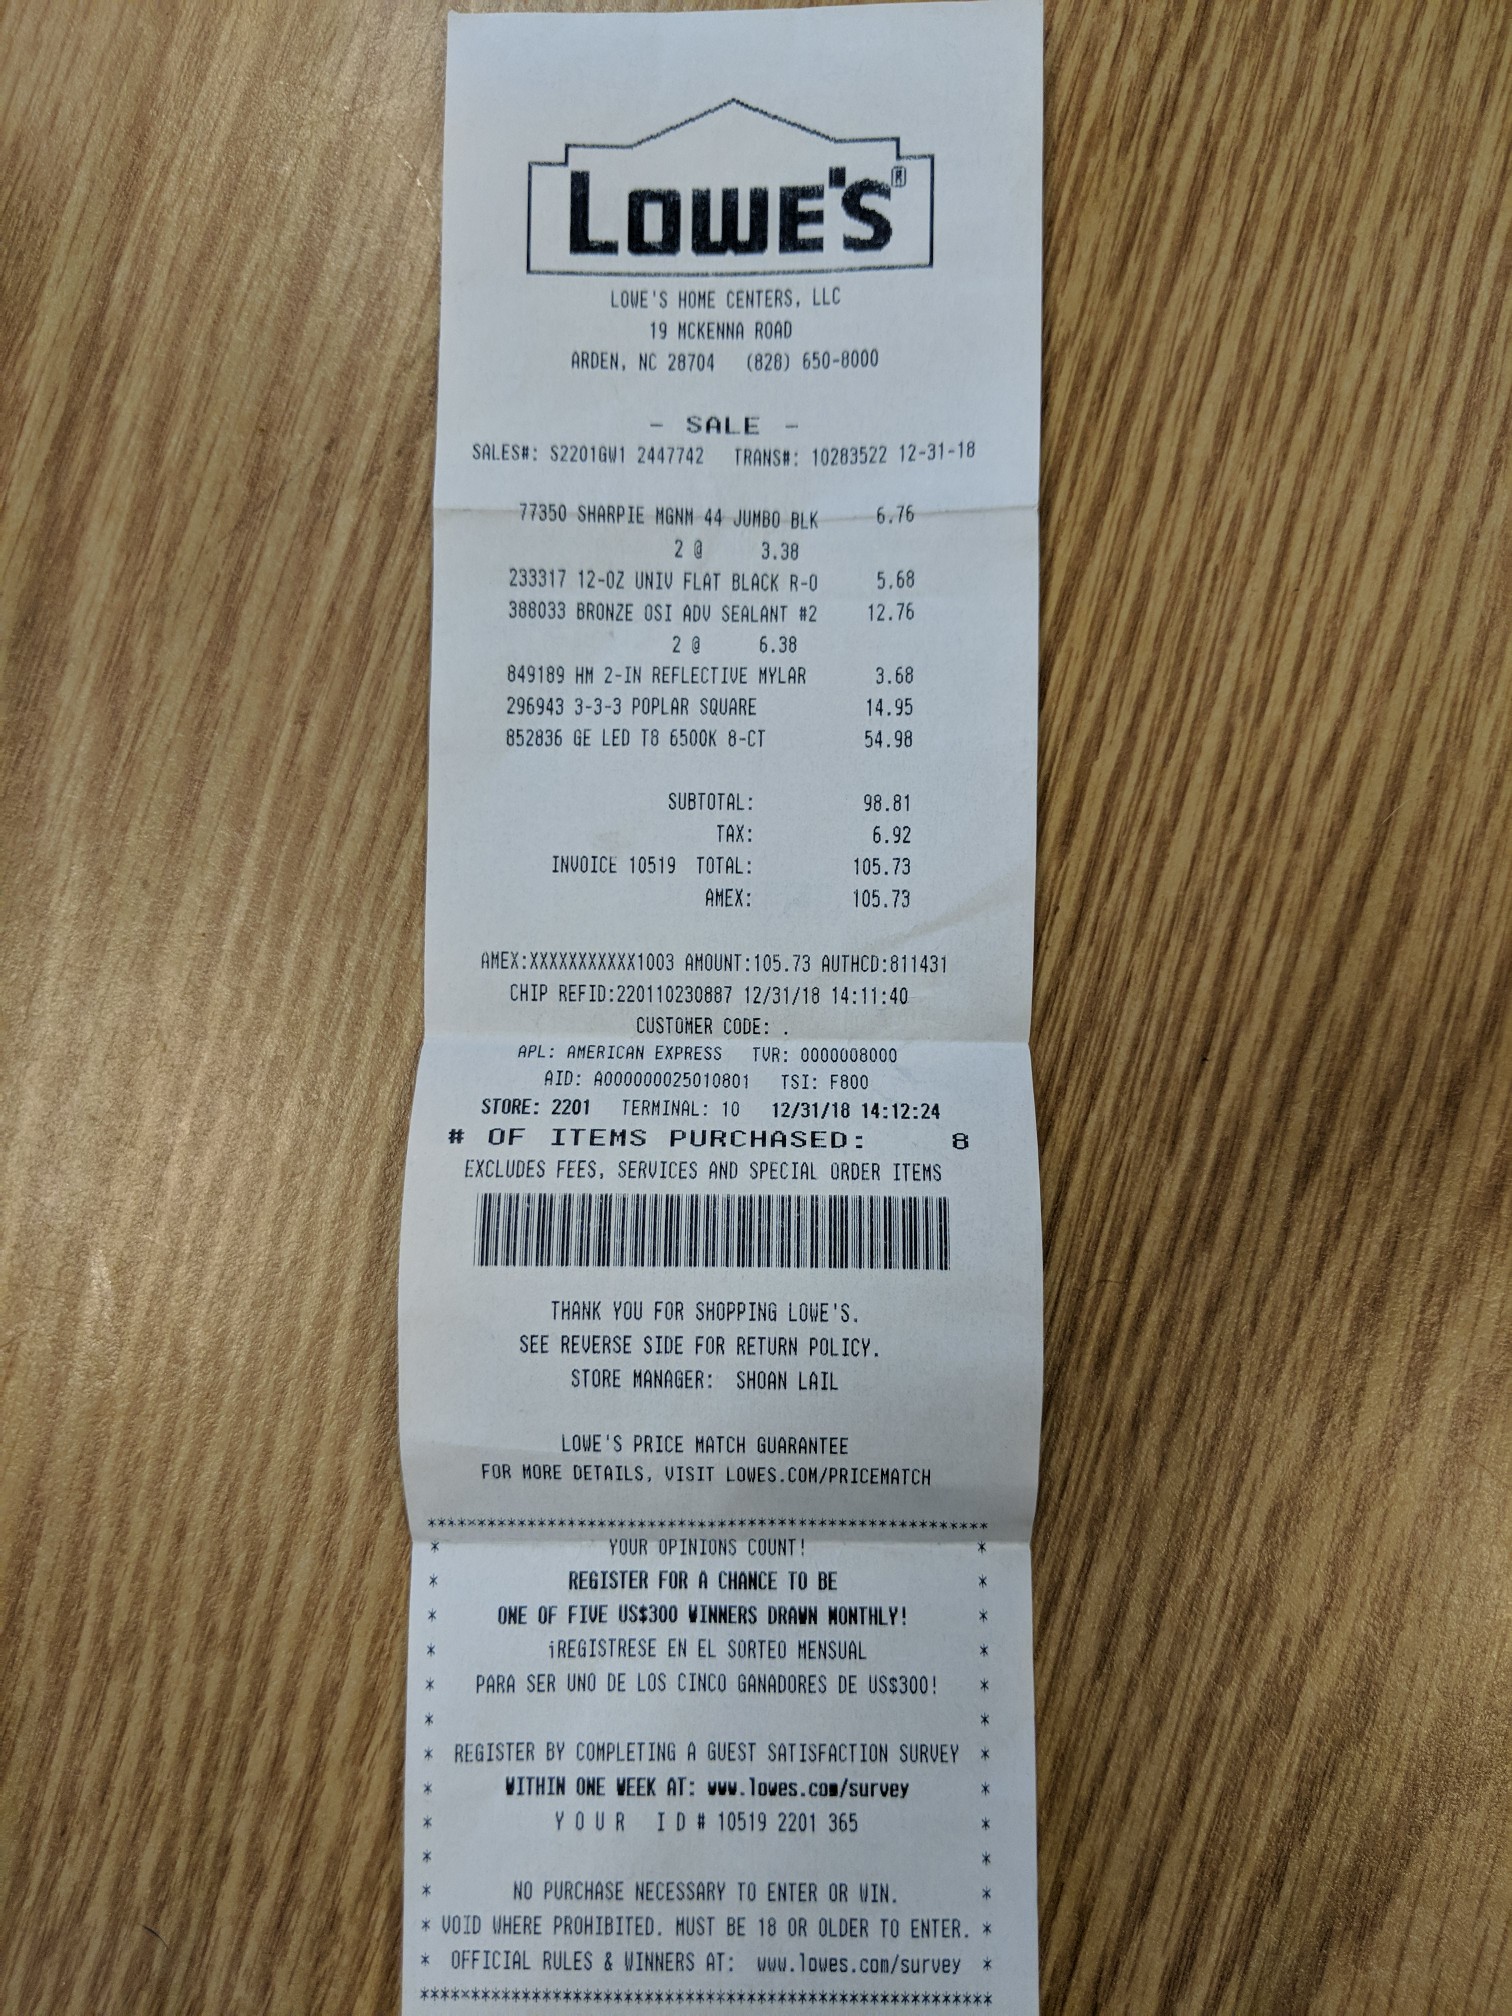 LOWE'S®
LOWE'S HOME CENTERS, LLC
19 MCKENNA ROAD
ARDEN, NC 28704 (828) 650-8000
- SALE -
SALES#: S2201GW1 2447742 TRANS#: 10283522 12-31-18
77350 SHARPIE MGNM 44 JUMBO BLK 6.76
2 @ 3.38
233317 12-OZ UNIV FLAT BLACK R-O 5.68
388033 BRONZE OSI ADV SEALANT #2 12.76
2 @ 6.38
849189 HM 2-IN REFLECTIVE MYLAR 3.68
296943 3-3-3 POPLAR SQUARE 14.95
852836 GE LED T8 6500K 8-CT 54.98
SUBTOTAL: 98.81
TAX: 6.92
INVOICE 10519 TOTAL: 105.73
AMEX: 105.73
AMEX:XXXXXXXXXXX1003 AMOUNT:105.73 AUTHCD:811431
CHIP REFID:220110230887 12/31/18 14:11:40
CUSTOMER CODE: .
APL: AMERICAN EXPRESS TVR: 0000008000
AID: A000000025010801 TSI: F800
STORE: 2201 TERMINAL: 10 12/31/18 14:12:24
# OF ITEMS PURCHASED: 8
EXCLUDES FEES, SERVICES AND SPECIAL ORDER ITEMS
THANK YOU FOR SHOPPING LOWE'S.
SEE REVERSE SIDE FOR RETURN POLICY.
STORE MANAGER: SHOAN LAIL
LOWE'S PRICE MATCH GUARANTEE
FOR MORE DETAILS, VISIT LOWES.COM/PRICEMATCH
**********************************************************
* YOUR OPINIONS COUNT! *
* REGISTER FOR A CHANCE TO BE *
* ONE OF FIVE US$300 WINNERS DRAWN MONTHLY! *
* ¡REGISTRESE EN EL SORTEO MENSUAL *
* PARA SER UNO DE LOS CINCO GANADORES DE US$300! *
* *
* REGISTER BY COMPLETING A GUEST SATISFACTION SURVEY *
* WITHIN ONE WEEK AT: www.lowes.com/survey *
* Y O U R I D # 10519 2201 365 *
* *
* NO PURCHASE NECESSARY TO ENTER OR WIN. *
* VOID WHERE PROHIBITED. MUST BE 18 OR OLDER TO ENTER. *
* OFFICIAL RULES & WINNERS AT: www.lowes.com/survey *
**********************************************************